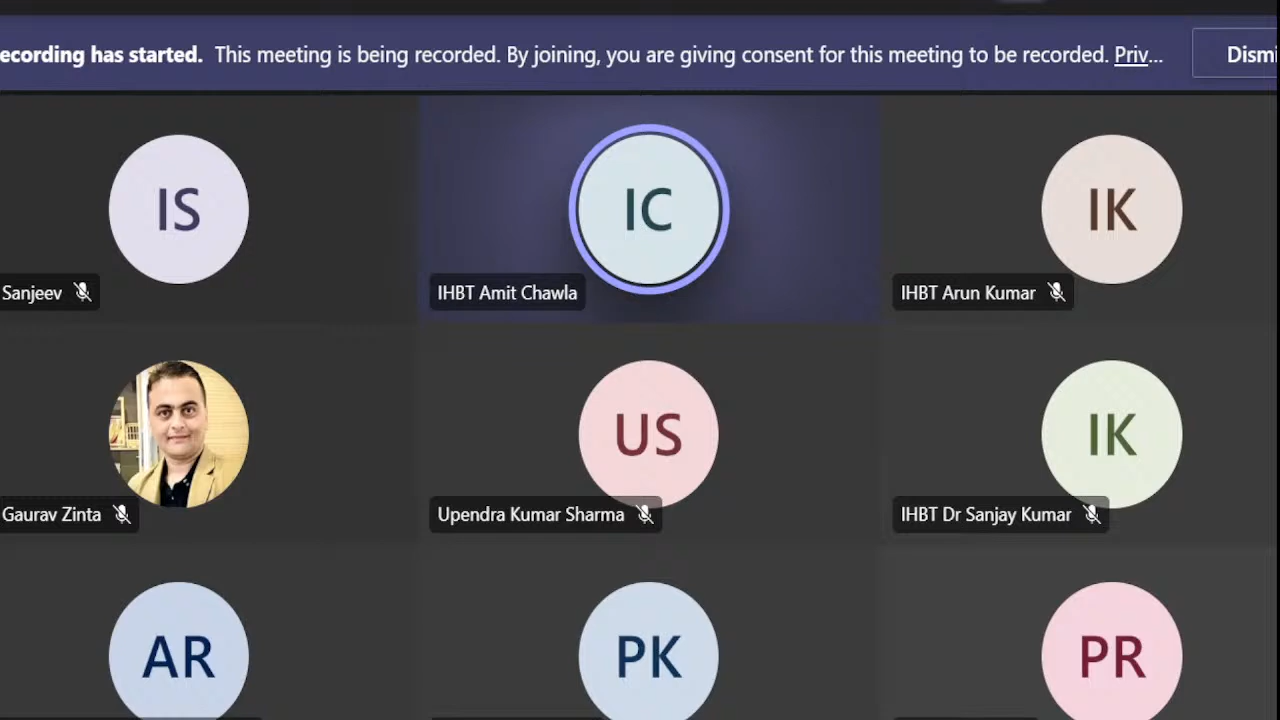 ecording has started. This meeting is being recorded. By joining, you are giving consent for this meeting to be recorded. Priv... Dismi
IS IC IK
Sanjeev IHBT Amit Chawla IHBT Arun Kumar
US IK
Gaurav Zinta Upendra Kumar Sharma IHBT Dr Sanjay Kumar
AR PK PR